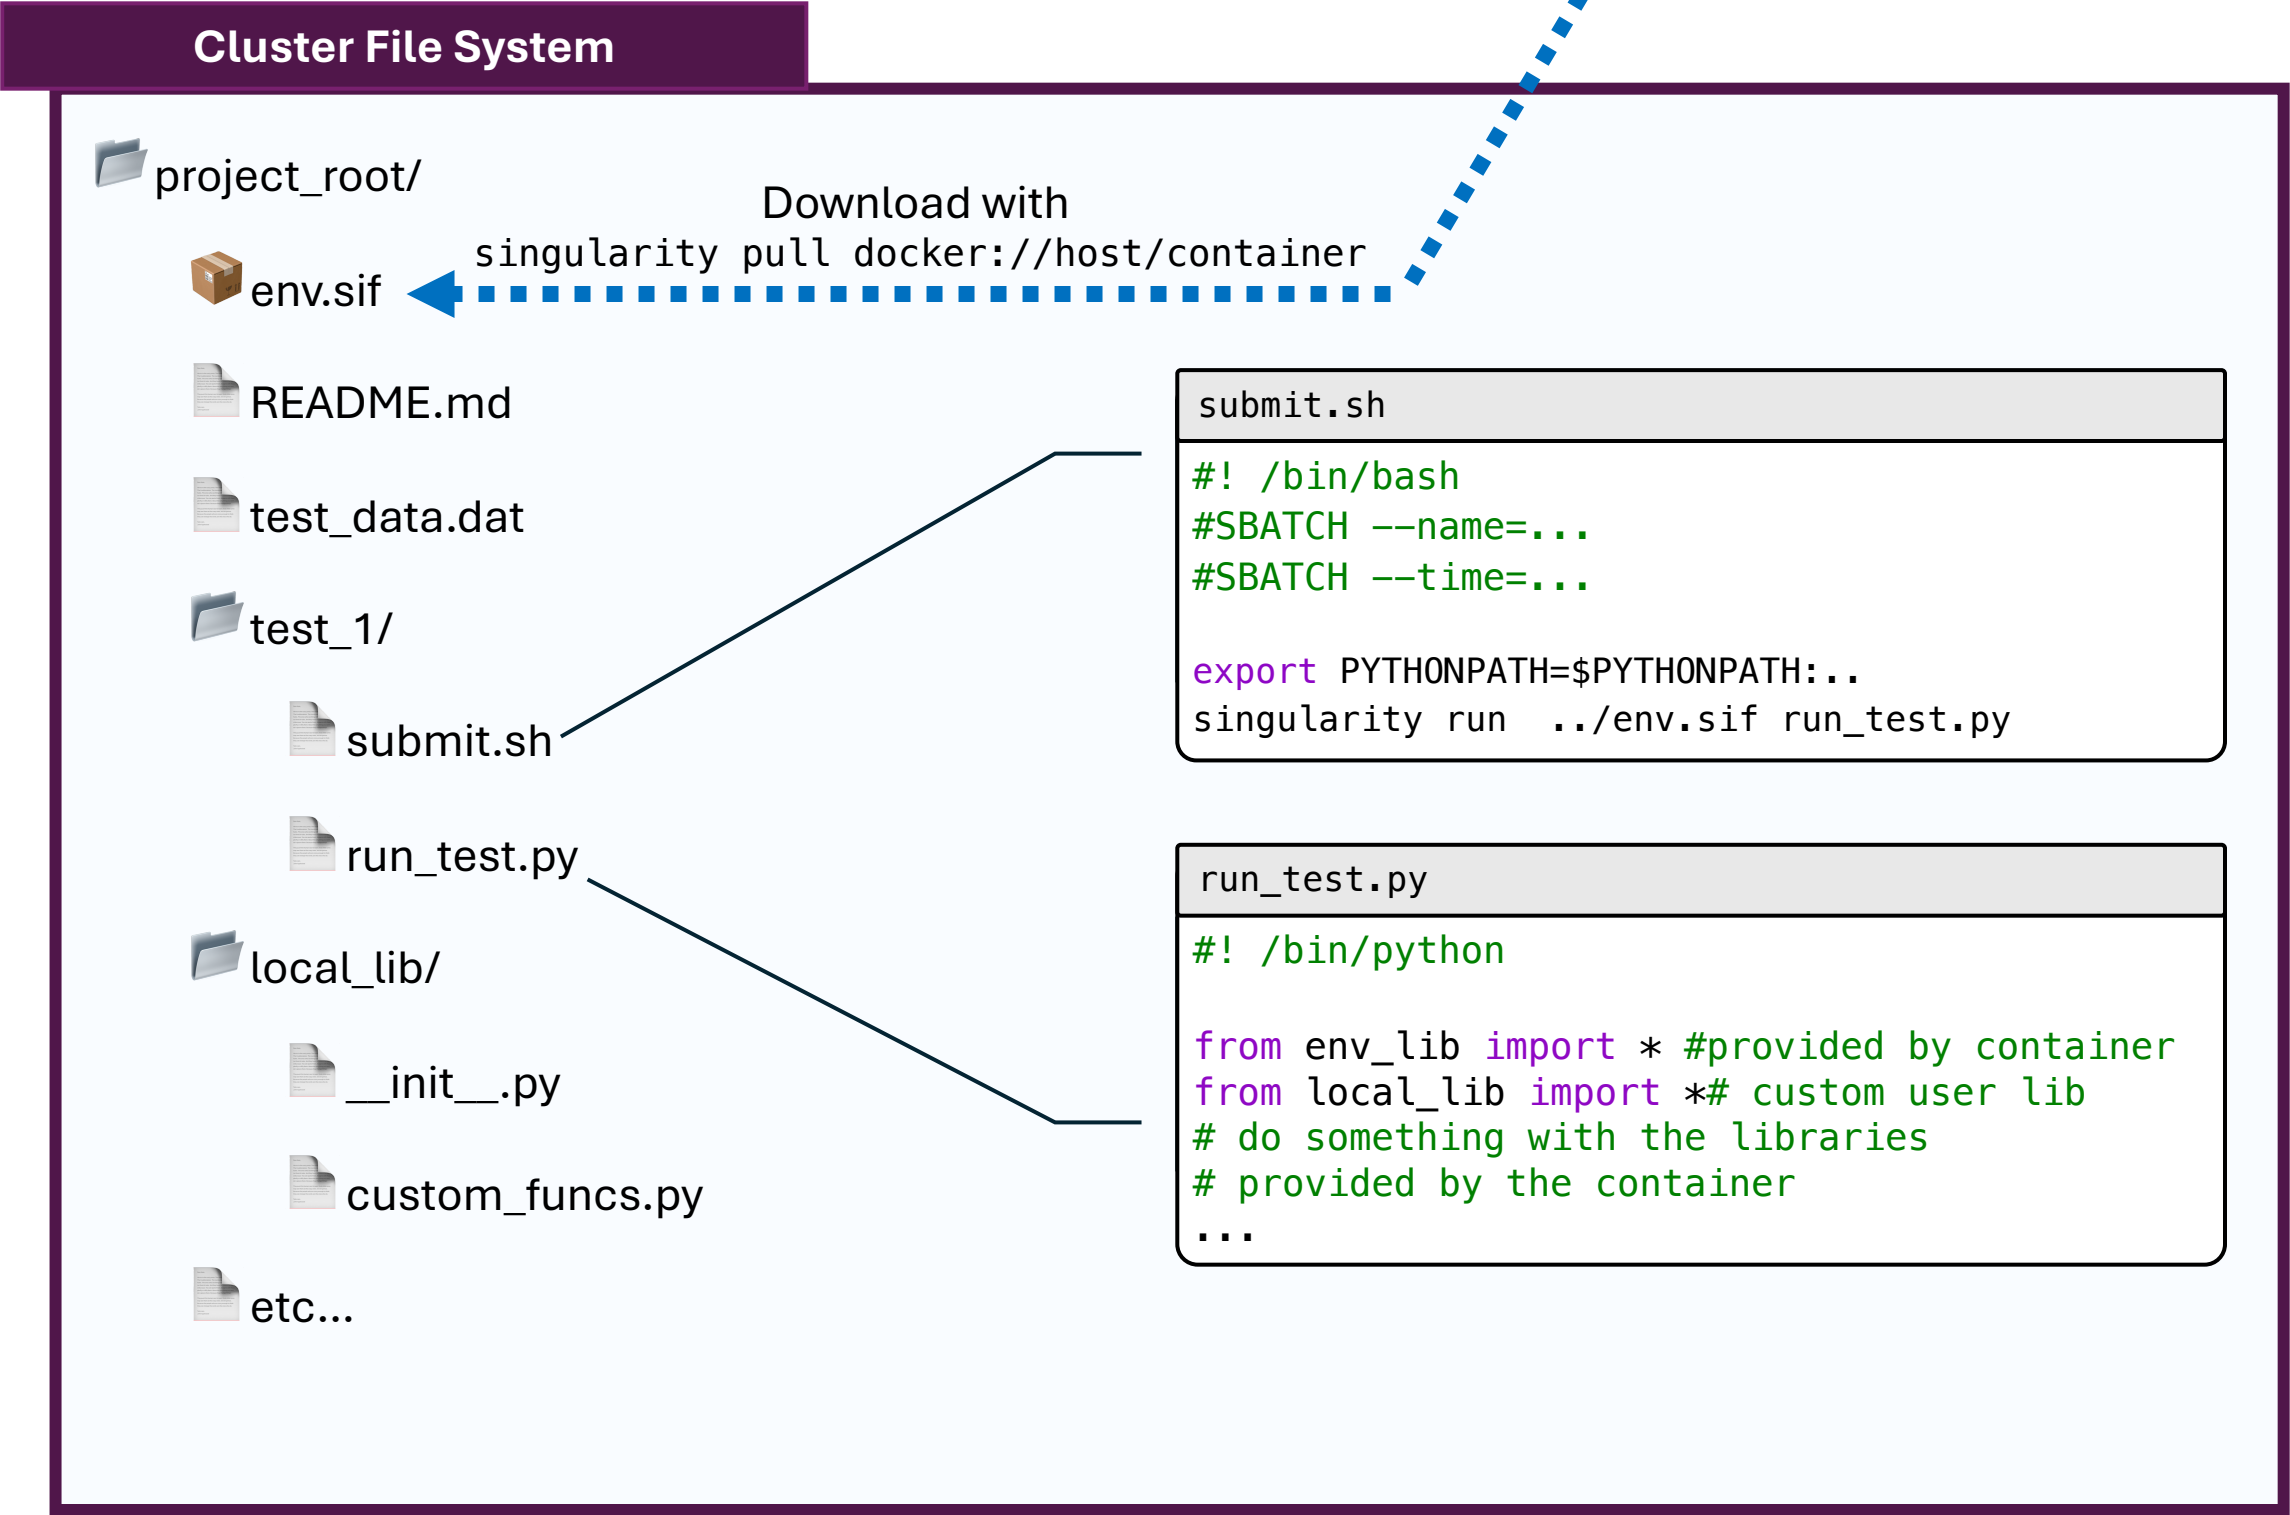 Cluster File System
project_root/
Download with
singularity pull docker://host/container
env.sif
README.md
test_data.dat
test_1/
submit.sh
run_test.py
local_lib/
__init__.py
custom_funcs.py
etc...
submit.sh
#! /bin/bash
#SBATCH --name=...
#SBATCH --time=...
export PYTHONPATH=$PYTHONPATH:..
singularity run  ../env.sif run_test.py
run_test.py
#! /bin/python
from env_lib import * #provided by container
from local_lib import *# custom user lib
# do something with the libraries
# provided by the container
...